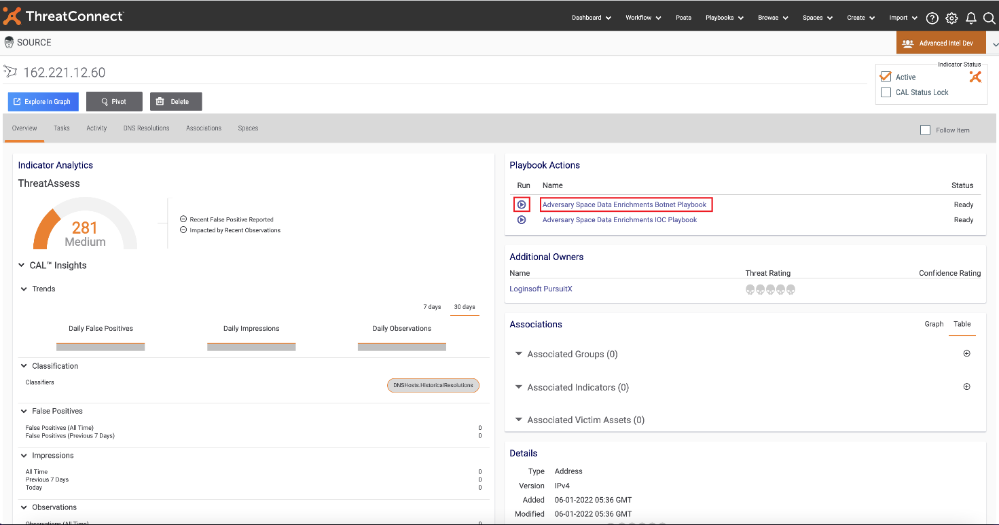 ThreatConnect™
Dashboard
Workflow
Posts
Playbooks
Browse
Spaces
Create
Import
SOURCE
Advanced Intel Dev
162.221.12.60
Indicator Status
Active
CAL Status Lock
Explore In Graph
Pivot
Delete
Overview
Tasks
Activity
DNS Resolutions
Associations
Spaces
Follow Item
Indicator Analytics
ThreatAssess
281
Medium
Recent False Positive Reported
Impacted by Recent Observations
CAL™ Insights
Trends
7 days
30 days
Daily False Positives
Daily Impressions
Daily Observations
Classification
Classifiers
DNSHosts.HistoricalResolutions
False Positives
False Positives (All Time) 0
False Positives (Previous 7 Days) 0
Impressions
All Time 0
Previous 7 Days 0
Today 0
Observations
Observations (All Time) 0
Playbook Actions
Run Name Status
Adversary Space Data Enrichments Botnet Playbook Ready
Adversary Space Data Enrichments IOC Playbook Ready
Additional Owners
Name Threat Rating Confidence Rating
Loginsoft PursuitX
Associations
Graph
Table
Associated Groups (0)
Associated Indicators (0)
Associated Victim Assets (0)
Details
Type Address
Version IPv4
Added 06-01-2022 05:36 GMT
Modified 06-01-2022 05:36 GMT